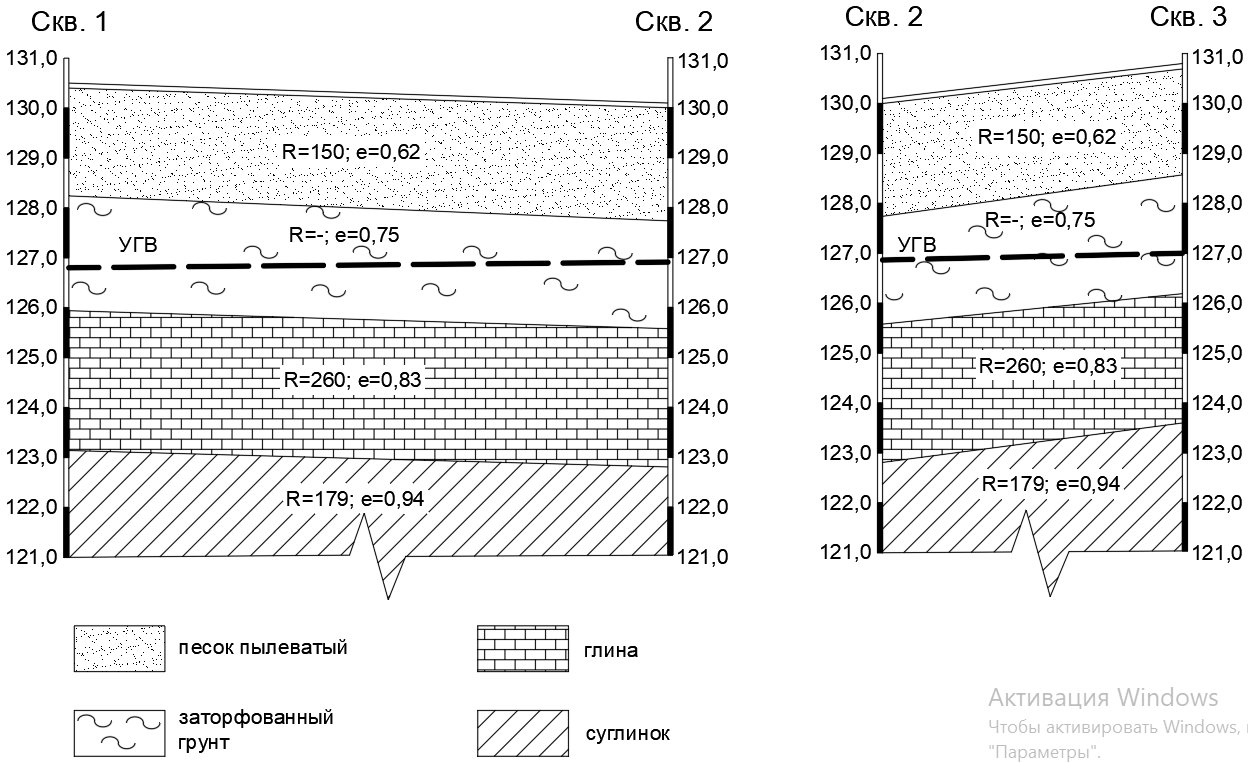 Скв. 1
Скв. 2
131,0
130,0
129,0
128,0
127,0
126,0
125,0
124,0
123,0
122,0
121,0
R=150; e=0,62
R=-; e=0,75
УГВ
R=260; e=0,83
R=179; e=0,94
131,0
130,0
129,0
128,0
127,0
126,0
125,0
124,0
123,0
122,0
121,0
Скв. 2
Скв. 3
131,0
130,0
129,0
128,0
127,0
126,0
125,0
124,0
123,0
122,0
121,0
R=150; e=0,62
R=-; e=0,75
УГВ
R=260; e=0,83
R=179; e=0,94
131,0
130,0
129,0
128,0
127,0
126,0
125,0
124,0
123,0
122,0
121,0
песок пылеватый
глина
заторфованный
грунт
суглинок
Активация Windows
Чтобы активировать Windows,
"Параметры".